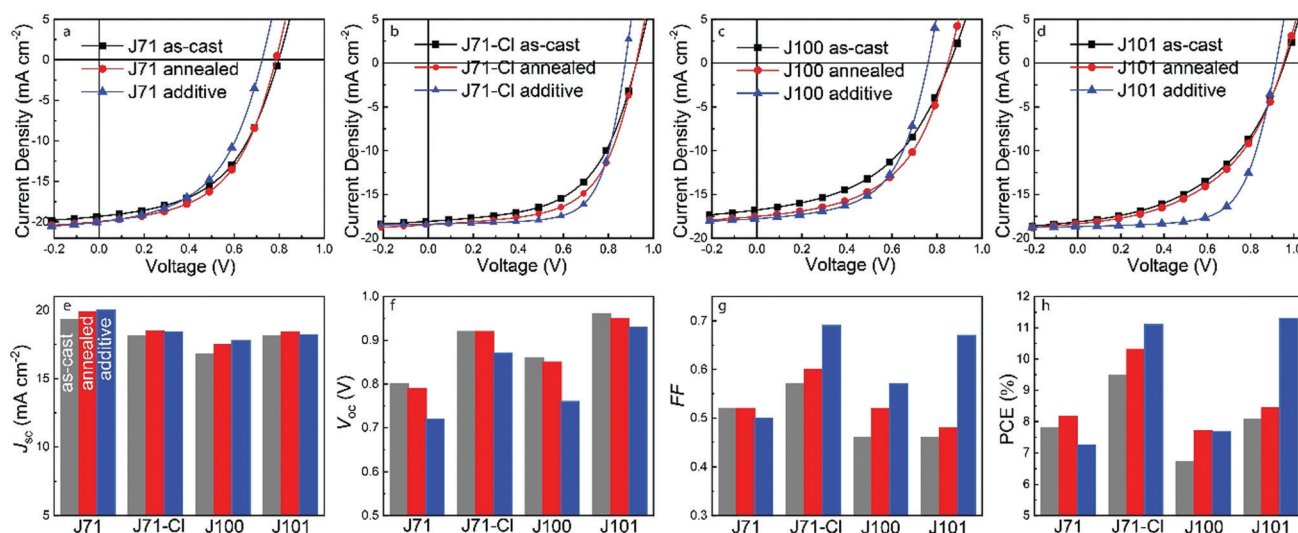 a
J71 as-cast
J71 annealed
J71 additive
5
0
-5
-10
-15
-20
Current Density (mA cm⁻²)
-0.2
0.0
0.2
0.4
0.6
0.8
1.0
Voltage (V)
b
J71-Cl as-cast
J71-Cl annealed
J71-Cl additive
5
0
-5
-10
-15
-20
Current Density (mA cm⁻²)
-0.2
0.0
0.2
0.4
0.6
0.8
1.0
Voltage (V)
c
J100 as-cast
J100 annealed
J100 additive
5
0
-5
-10
-15
-20
Current Density (mA cm⁻²)
-0.2
0.0
0.2
0.4
0.6
0.8
1.0
Voltage (V)
d
J101 as-cast
J101 annealed
J101 additive
5
0
-5
-10
-15
-20
Current Density (mA cm⁻²)
-0.2
0.0
0.2
0.4
0.6
0.8
1.0
Voltage (V)
e
20
15
10
5
Jsc (mA cm⁻²)
as-cast
annealed
additive
J71
J71-Cl
J100
J101
f
1.0
0.9
0.8
0.7
0.6
0.5
Voc (V)
J71
J71-Cl
J100
J101
g
0.7
0.6
0.5
0.4
0.3
FF
J71
J71-Cl
J100
J101
h
12
11
10
9
8
7
6
5
PCE (%)
J71
J71-Cl
J100
J101